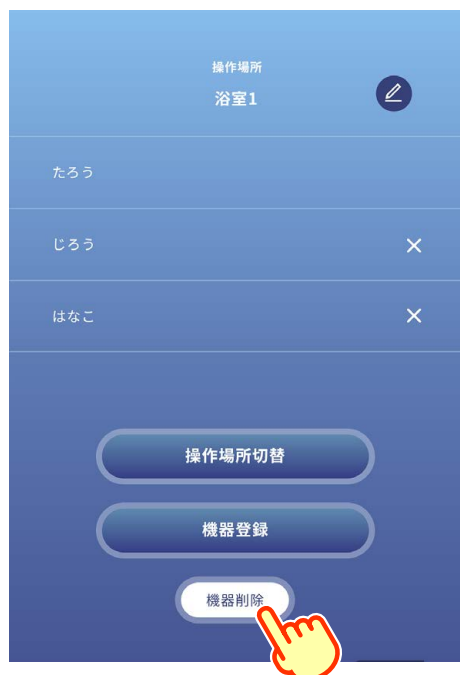 操作場所
浴室1
たろう
じろう
はなこ
操作場所切替
機器登録
機器削除